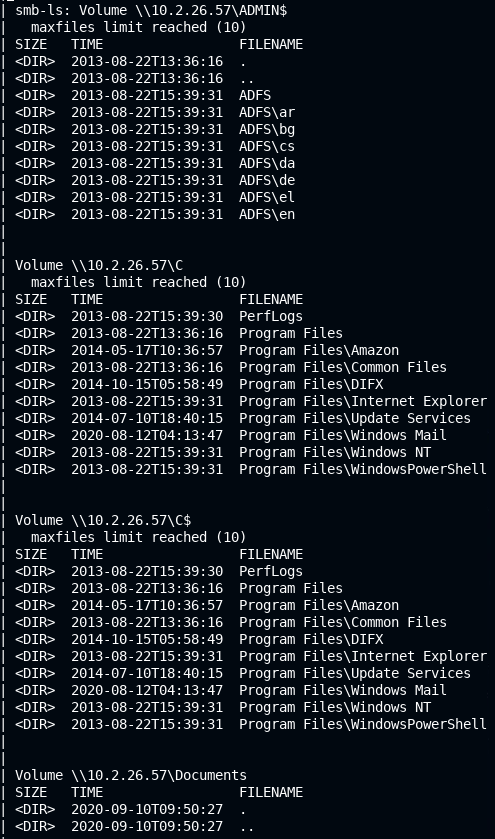 | smb-ls: Volume \\10.2.26.57\ADMIN$
|   maxfiles limit reached (10)
| SIZE   TIME                 FILENAME
| <DIR>  2013-08-22T13:36:16  .
| <DIR>  2013-08-22T13:36:16  ..
| <DIR>  2013-08-22T15:39:31  ADFS
| <DIR>  2013-08-22T15:39:31  ADFS\ar
| <DIR>  2013-08-22T15:39:31  ADFS\bg
| <DIR>  2013-08-22T15:39:31  ADFS\cs
| <DIR>  2013-08-22T15:39:31  ADFS\da
| <DIR>  2013-08-22T15:39:31  ADFS\de
| <DIR>  2013-08-22T15:39:31  ADFS\el
| <DIR>  2013-08-22T15:39:31  ADFS\en
|
|
| Volume \\10.2.26.57\C
|   maxfiles limit reached (10)
| SIZE   TIME                 FILENAME
| <DIR>  2013-08-22T15:39:30  PerfLogs
| <DIR>  2013-08-22T13:36:16  Program Files
| <DIR>  2014-05-17T10:36:57  Program Files\Amazon
| <DIR>  2013-08-22T13:36:16  Program Files\Common Files
| <DIR>  2014-10-15T05:58:49  Program Files\DIFX
| <DIR>  2013-08-22T15:39:31  Program Files\Internet Explorer
| <DIR>  2014-07-10T18:40:15  Program Files\Update Services
| <DIR>  2020-08-12T04:13:47  Program Files\Windows Mail
| <DIR>  2013-08-22T15:39:31  Program Files\Windows NT
| <DIR>  2013-08-22T15:39:31  Program Files\WindowsPowerShell
|
|
| Volume \\10.2.26.57\C$
|   maxfiles limit reached (10)
| SIZE   TIME                 FILENAME
| <DIR>  2013-08-22T15:39:30  PerfLogs
| <DIR>  2013-08-22T13:36:16  Program Files
| <DIR>  2014-05-17T10:36:57  Program Files\Amazon
| <DIR>  2013-08-22T13:36:16  Program Files\Common Files
| <DIR>  2014-10-15T05:58:49  Program Files\DIFX
| <DIR>  2013-08-22T15:39:31  Program Files\Internet Explorer
| <DIR>  2014-07-10T18:40:15  Program Files\Update Services
| <DIR>  2020-08-12T04:13:47  Program Files\Windows Mail
| <DIR>  2013-08-22T15:39:31  Program Files\Windows NT
| <DIR>  2013-08-22T15:39:31  Program Files\WindowsPowerShell
|
|
| Volume \\10.2.26.57\Documents
| SIZE   TIME                 FILENAME
| <DIR>  2020-09-10T09:50:27  .
| <DIR>  2020-09-10T09:50:27  ..